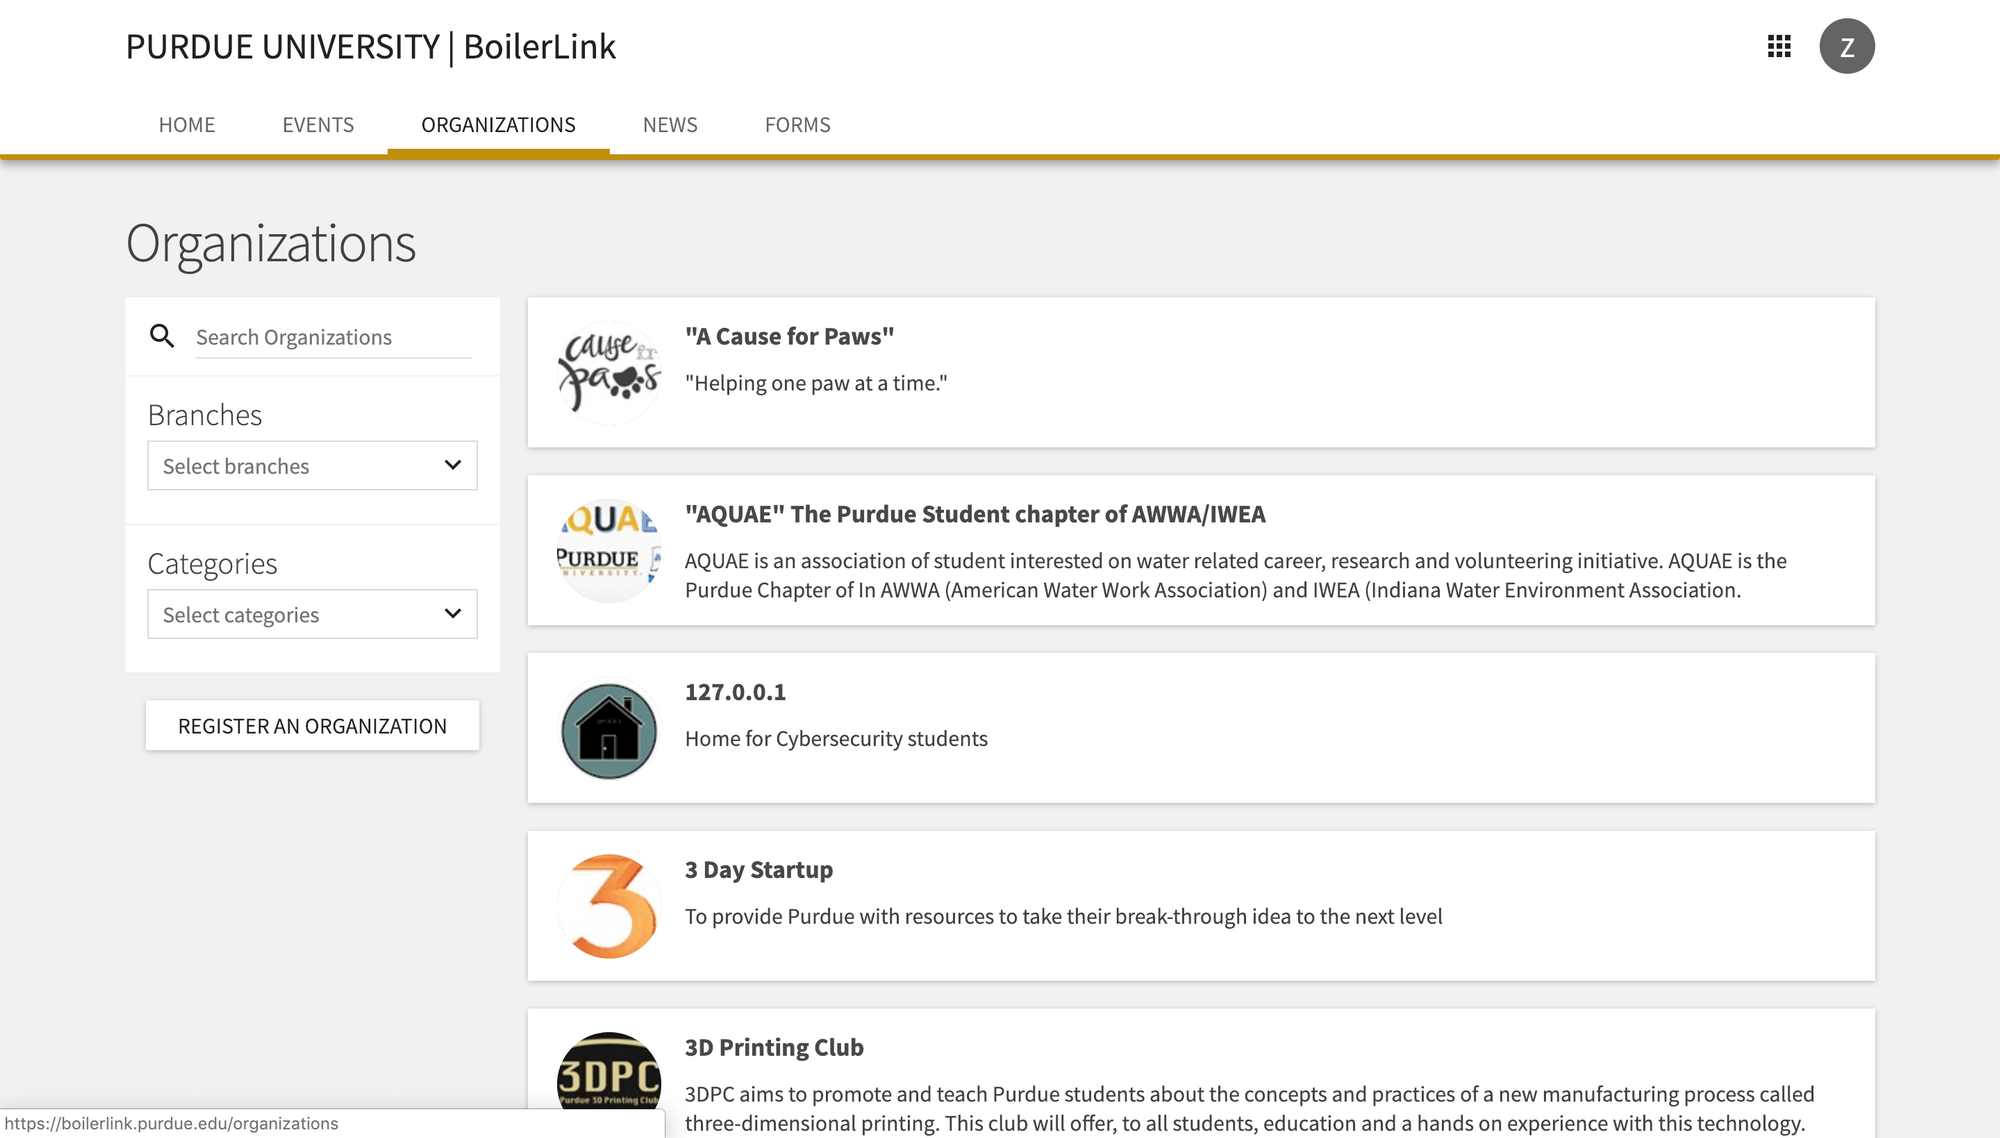 PURDUE UNIVERSITY | BoilerLink
Z
HOME EVENTS ORGANIZATIONS NEWS FORMS
Organizations
Search Organizations
Branches
Select branches
Categories
Select categories
REGISTER AN ORGANIZATION
cause for
paws
"A Cause for Paws"
"Helping one paw at a time."
AQUAE
PURDUE
UNIVERSITY.
"AQUAE" The Purdue Student chapter of AWWA/IWEA
AQUAE is an association of student interested on water related career, research and volunteering initiative. AQUAE is the
Purdue Chapter of In AWWA (American Water Work Association) and IWEA (Indiana Water Environment Association.
127.0.0.1
Home for Cybersecurity students
3
3 Day Startup
To provide Purdue with resources to take their break-through idea to the next level
3DPC
Purdue 3D Printing Club
3D Printing Club
3DPC aims to promote and teach Purdue students about the concepts and practices of a new manufacturing process called
three-dimensional printing. This club will offer, to all students, education and a hands on experience with this technology.
https://boilerlink.purdue.edu/organizations